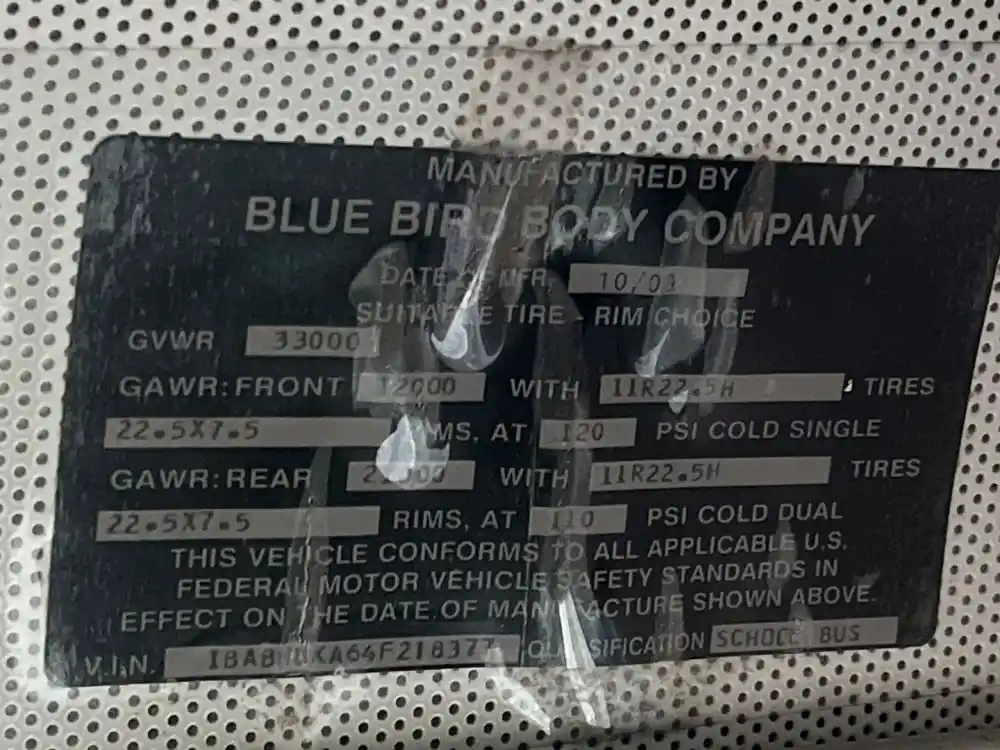 MANUFACTURED BY
BLUE BIRD BODY COMPANY
DATE OF MFR. 10/03
SUITABLE TIRE - RIM CHOICE
GVWR 33000
GAWR: FRONT 12000 WITH 11R22.5H TIRES
22.5X7.5 RIMS, AT 120 PSI COLD SINGLE
GAWR: REAR WITH 11R22.5H TIRES
22.5X7.5 RIMS, AT 110 PSI COLD DUAL
THIS VEHICLE CONFORMS TO ALL APPLICABLE U.S.
FEDERAL MOTOR VEHICLE SAFETY STANDARDS IN
EFFECT ON THE DATE OF MANUFACTURE SHOWN ABOVE.
V.I.N. CLASSIFICATION SCHOOL BUS